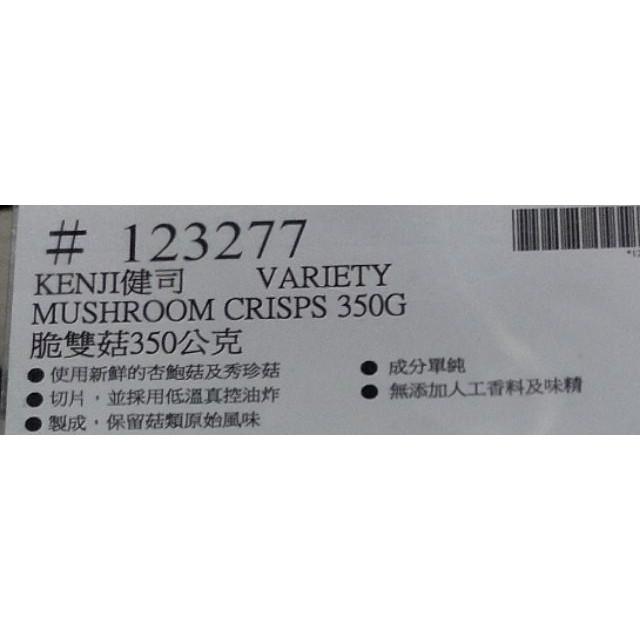 # 123277
KENJI健司 VARIETY
MUSHROOM CRISPS 350G
脆雙菇350公克
● 使用新鮮的杏鮑菇及秀珍菇
● 切片，並採用低溫真控油炸
● 製成，保留菇類原始風味
● 成分單純
● 無添加人工香料及味精